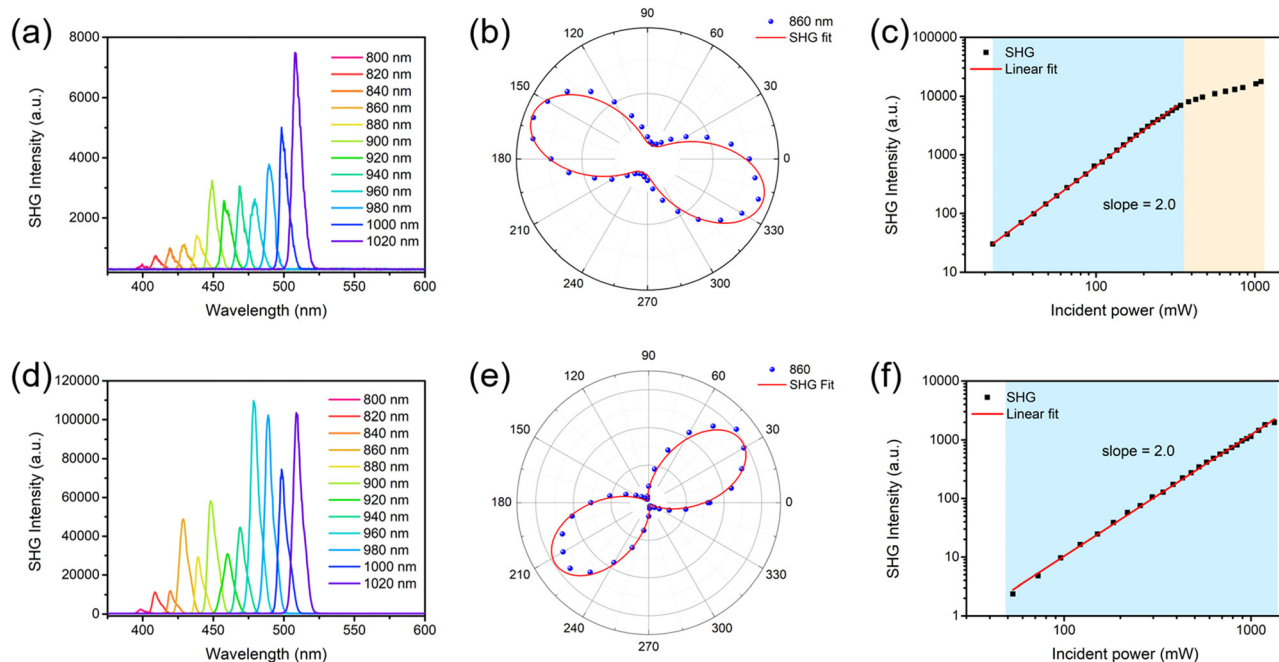 (a)
8000
6000
4000
2000
SHG Intensity (a.u.)
800 nm
820 nm
840 nm
860 nm
880 nm
900 nm
920 nm
940 nm
960 nm
980 nm
1000 nm
1020 nm
400 450 500 550 600
Wavelength (nm)
(b)
90
120 60
150 30
180 0
210 330
240 300
270
860 nm
SHG fit
(c)
100000
10000
1000
100
10
SHG Intensity (a.u.)
SHG
Linear fit
slope = 2.0
100 1000
Incident power (mW)
(d)
120000
100000
80000
60000
40000
20000
0
SHG Intensity (a.u.)
800 nm
820 nm
840 nm
860 nm
880 nm
900 nm
920 nm
940 nm
960 nm
980 nm
1000 nm
1020 nm
400 450 500 550 600
Wavelength (nm)
(e)
90
120 60
150 30
180 0
210 330
240 300
270
860
SHG Fit
(f)
10000
1000
100
10
1
SHG Intensity (a.u.)
SHG
Linear fit
slope = 2.0
100 1000
Incident power (mW)